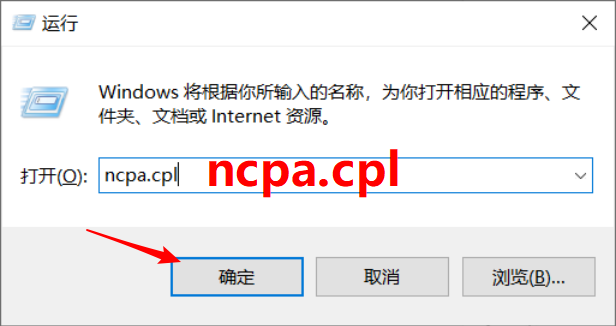 运行
Windows 将根据你所输入的名称，为你打开相应的程序、文
件夹、文档或 Internet 资源。
打开(O): ncpa.cpl ncpa.cpl
确定 取消 浏览(B)...